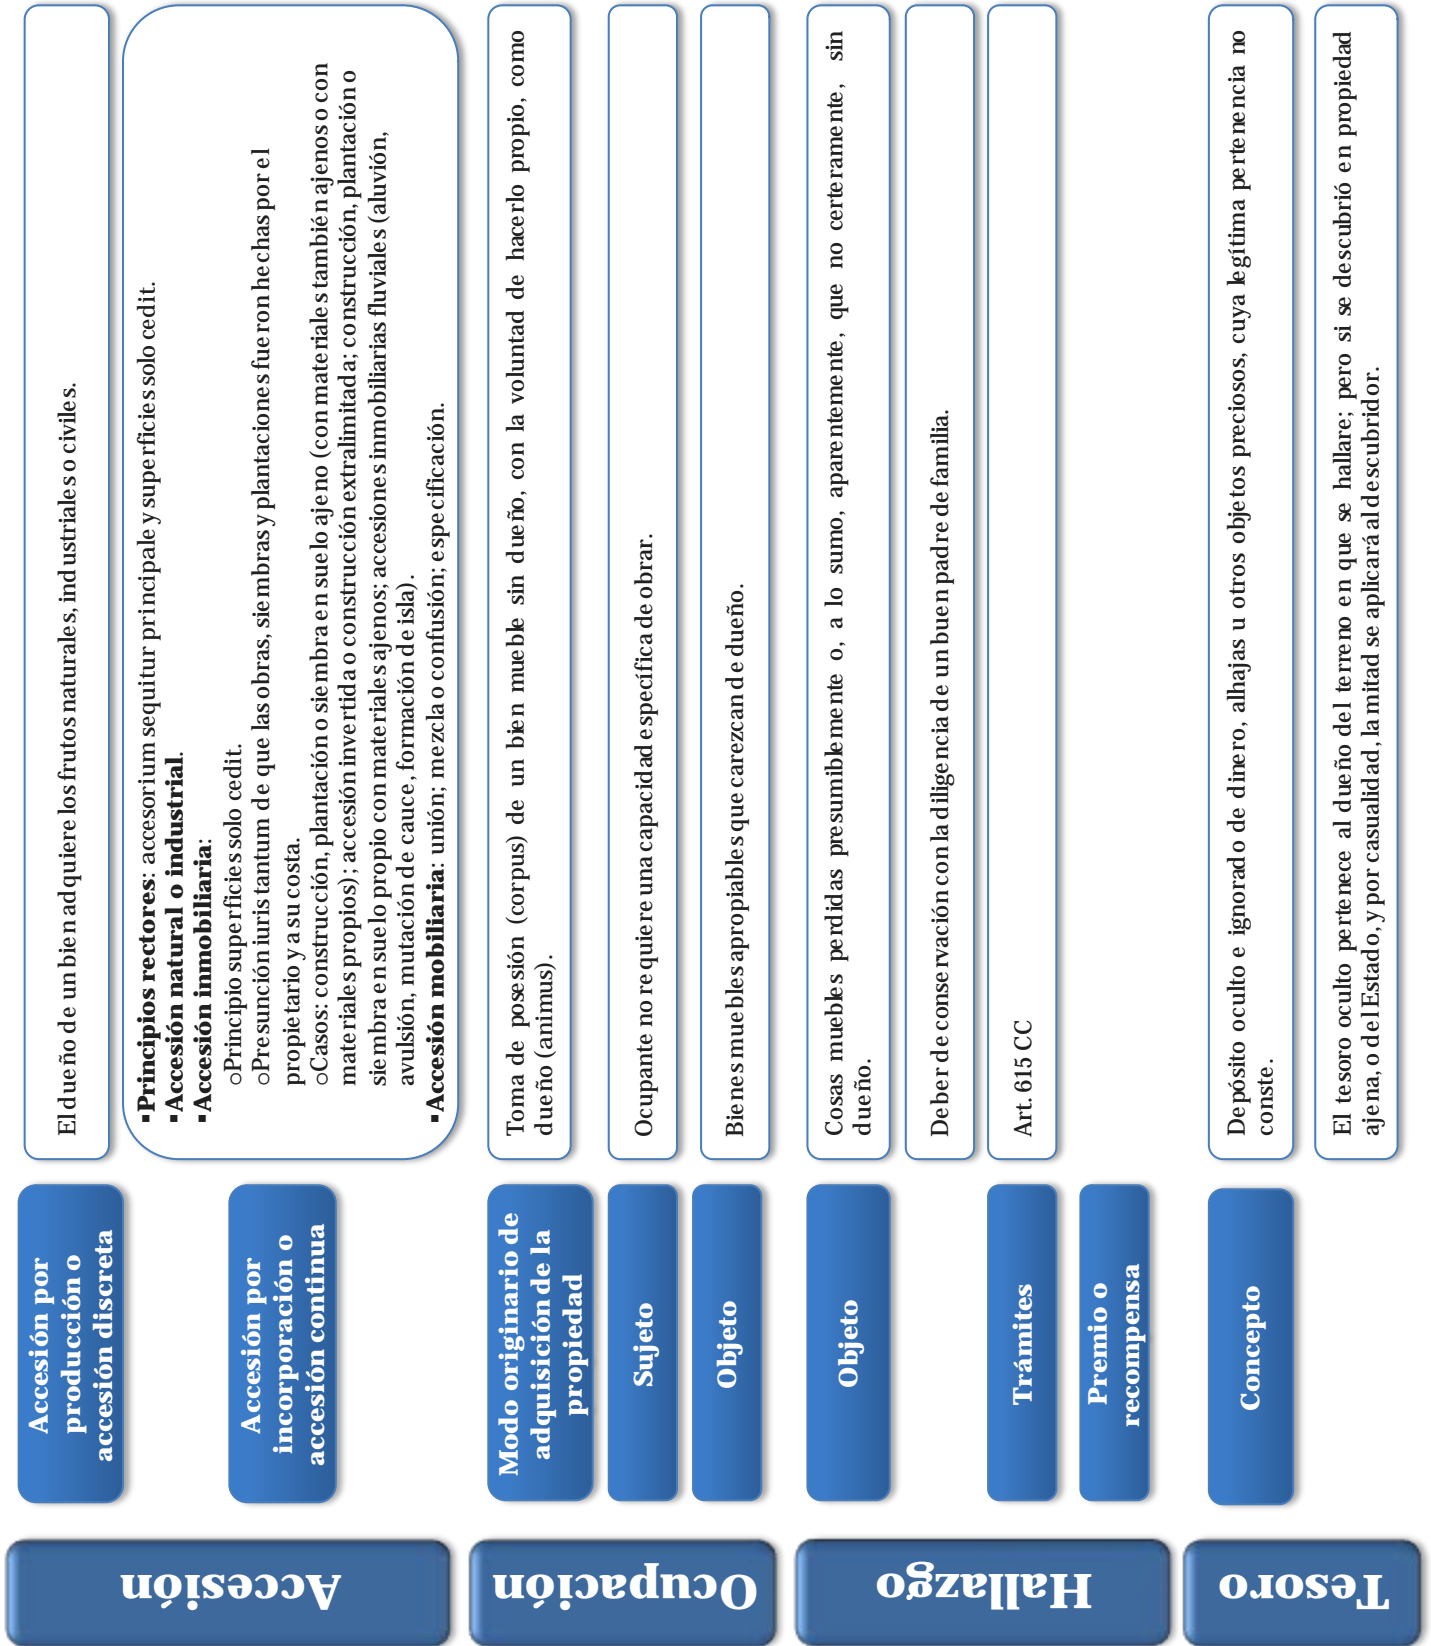 Accesión
Accesión por
producción o
accesión discreta
El dueño de un bien adquiere los frutos naturales, industriales o civiles.
Accesión por
incorporación o
accesión continua
▪Principios rectores: accesorium sequitur principale y superficies solo cedit.
▪Accesión natural o industrial.
▪Accesión inmobiliaria:
oPrincipio superficies solo cedit.
oPresunción iuris tantum de que las obras, siembras y plantaciones fueron hechas por el
propietario y a su costa.
oCasos: construcción, plantación o siembra en suelo ajeno (con materiales también ajenos o con
materiales propios); accesión invertida o construcción extralimitada; construcción, plantación o
siembra en suelo propio con materiales ajenos; accesiones inmobiliarias fluviales (aluvión,
avulsión, mutación de cauce, formación de isla).
▪Accesión mobiliaria: unión; mezcla o confusión; especificación.
Ocupación
Modo originario de
adquisición de la
propiedad
Toma de posesión (corpus) de un bien mueble sin dueño, con la voluntad de hacerlo propio, como
dueño (animus).
Sujeto
Ocupante no requiere una capacidad específica de obrar.
Objeto
Bienes muebles apropiables que carezcan de dueño.
Hallazgo
Objeto
Cosas muebles perdidas presumiblemente o, a lo sumo, aparentemente, que no certeramente, sin
dueño.
Deber de conservación con la diligencia de un buen padre de familia.
Trámites
Art. 615 CC
Premio o
recompensa
Tesoro
Concepto
Depósito oculto e ignorado de dinero, alhajas u otros objetos preciosos, cuya legítima pertenencia no
conste.
El tesoro oculto pertenece al dueño del terreno en que se hallare; pero si se descubrió en propiedad
ajena, o del Estado, y por casualidad, la mitad se aplicará al descubridor.